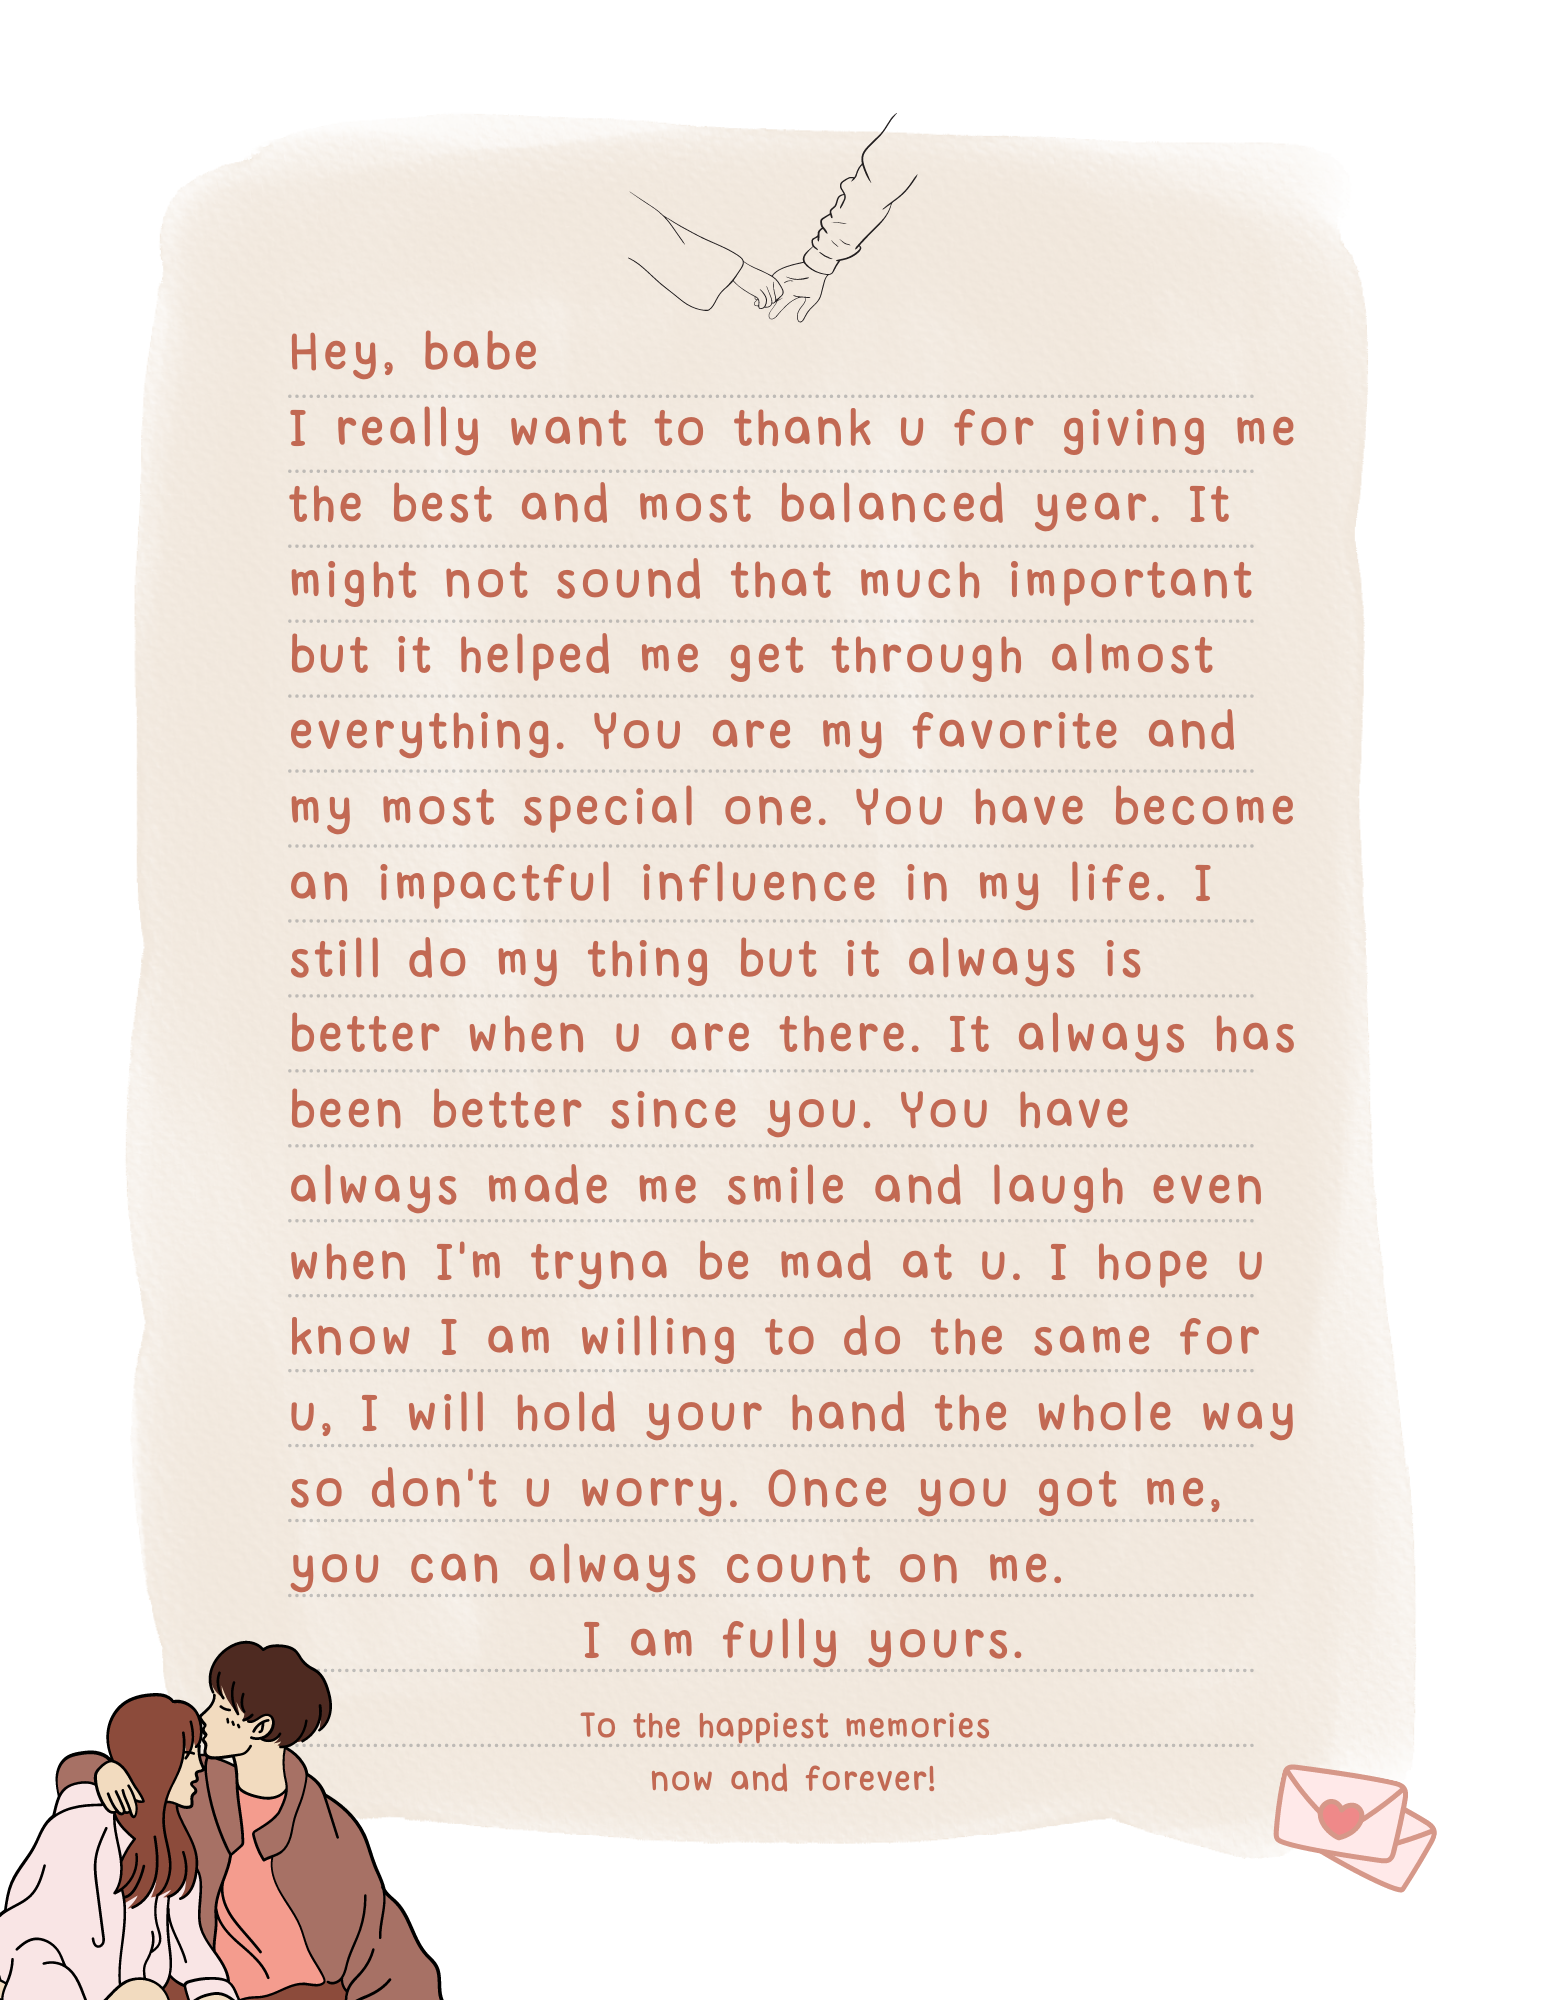 Hey, babe
I really want to thank u for giving me
the best and most balanced year. It
might not sound that much important
but it helped me get through almost
everything. You are my favorite and
my most special one. You have become
an impactful influence in my life. I
still do my thing but it always is
better when u are there. It always has
been better since you. You have
always made me smile and laugh even
when I'm tryna be mad at u. I hope u
know I am willing to do the same for
u, I will hold your hand the whole way
so don't u worry. Once you got me,
you can always count on me.
I am fully yours.
To the happiest memories
now and forever!